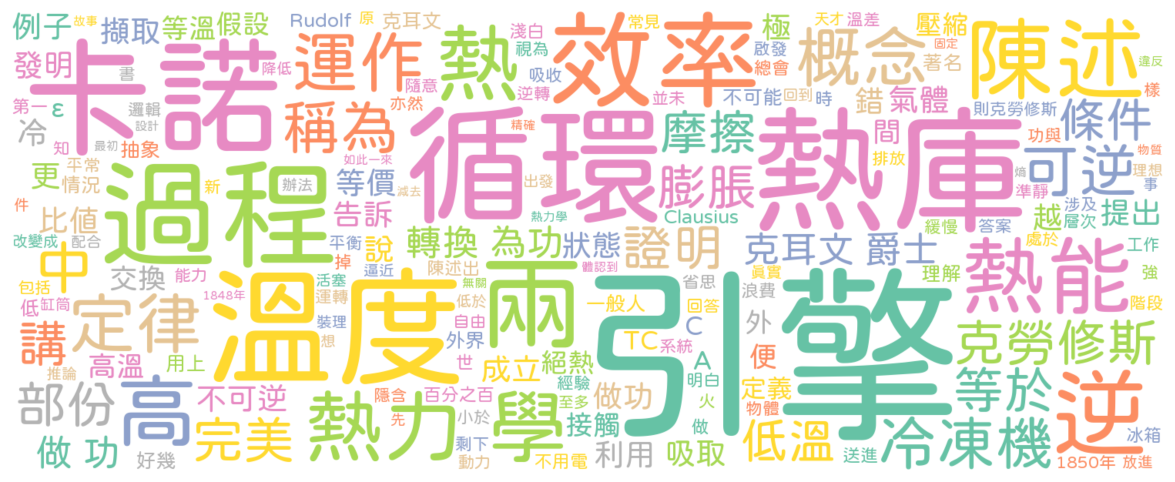 例子
故事
擷取
等溫
假設
Rudolf
原
克耳文
淺白
常見
天才
溫差
極
壓縮
固定
陳述
發明
書
卡諾
降低
運作
熱
視為
吸收
效率
啟發
總會
概念
著名
違反
第一
ε
邏輯
設計
隨意
逆轉
亦然
並未
不可能
回到
時
錯
氣體
間
則克勞修斯
條件
樣
冷
知
最初
抽象
稱為
精確
循環
摩擦
熱庫
排放
功與
物質
更
平常
情況
新
過程
辦法
如此一來
等價
減去
出發
膨脹
熵
準靜
可逆
理想
事
件
比值
告訴
熱力學
Clausius
越
涉及
層次
提出
改變成
配合
中
平衡
說
轉換 為功
狀態
證明
克耳文 爵士
緩慢
答案
處於
工作
包括
交換
能力
掉
逼近
陳述出
體認到
無關
省思
真實
浪費
理解
熱能
強
階段
低
缸筒
1848年
活塞
運轉
低於
一般人
回答
溫度
兩
引擎
定律
裝理
想
自由
外界
TC
C
外
講
高溫
用上
世
成立
絕熱
系統
A
便
克勞修斯
推論
經驗
明白
部份
高
不可逆
隱含
百分之百
至多
做功
火
定義
物體
等於
逆
先
小於
做 功
好幾
完美
熱力
學
接觸
做
低溫
冷凍機
冰箱
剩下
動力
不用電
利用
吸取
送進
1850年
放進